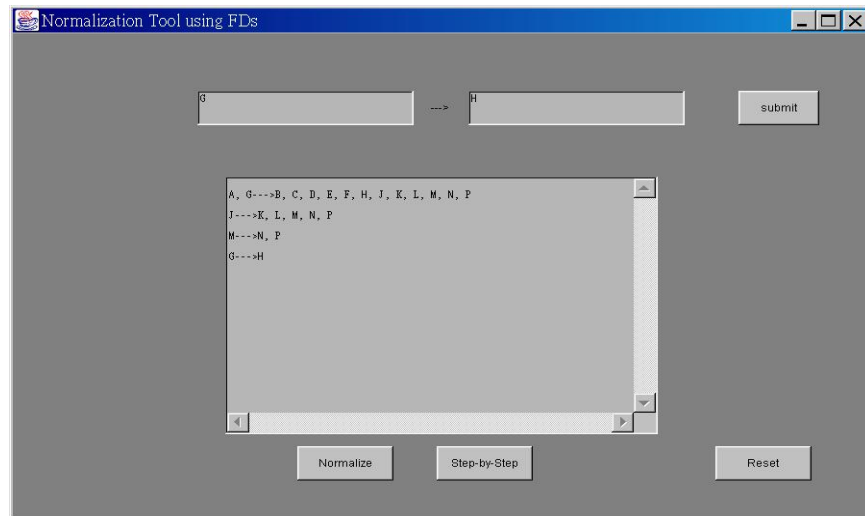 Normalization Tool using FDs
G ---> H submit
A, G--->B, C, D, E, F, H, J, K, L, M, N, P
J--->K, L, M, N, P
M--->N, P
G--->H
Normalize Step-by-Step Reset